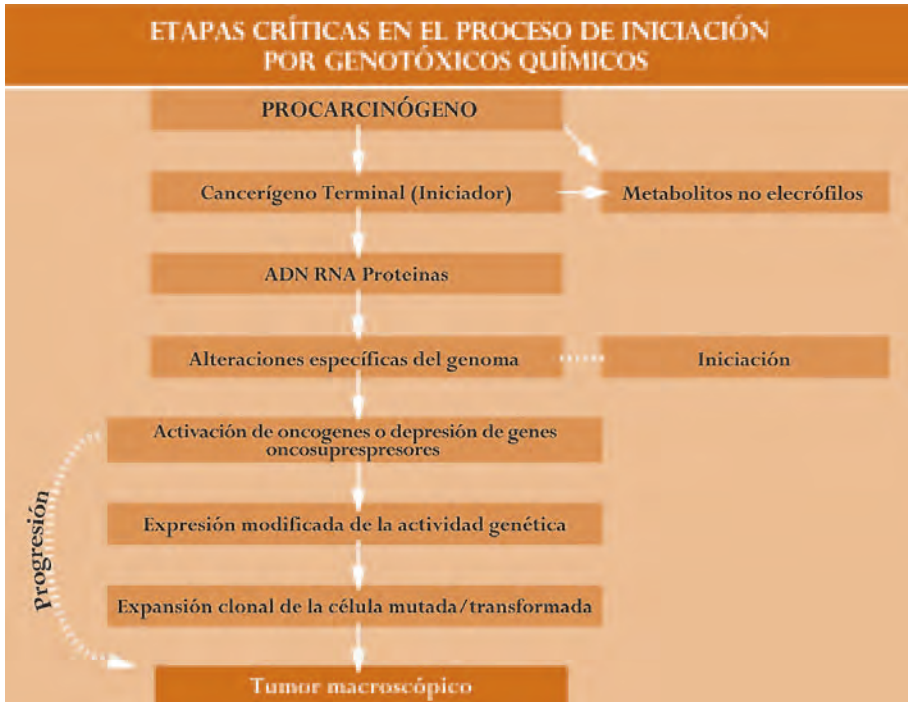 ETAPAS CRÍTICAS EN EL PROCESO DE INICIACIÓN
POR GENOTÓXICOS QUÍMICOS
PROCARCINÓGENO
Cancerígeno Terminal (Iniciador)
Metabolitos no elecrófilos
ADN RNA Proteinas
Alteraciones específicas del genoma
Iniciación
Activación de oncogenes o depresión de genes
oncosuprespresores
Expresión modificada de la actividad genética
Progresión
Expansión clonal de la célula mutada/transformada
Tumor macroscópico